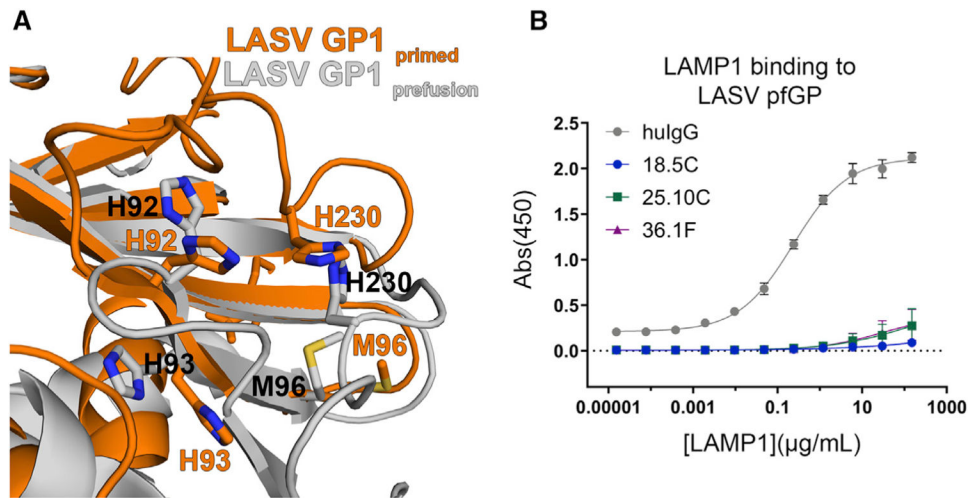 A
LASV GP1 primed
LASV GP1 prefusion
H92
H92
H230
H230
H93
M96
M96
H93
B
LAMP1 binding to
LASV pfGP
huIgG
18.5C
25.10C
36.1F
Abs(450)
2.5
2.0
1.5
1.0
0.5
0.0
0.00001
0.001
0.1
10
1000
[LAMP1](μg/mL)